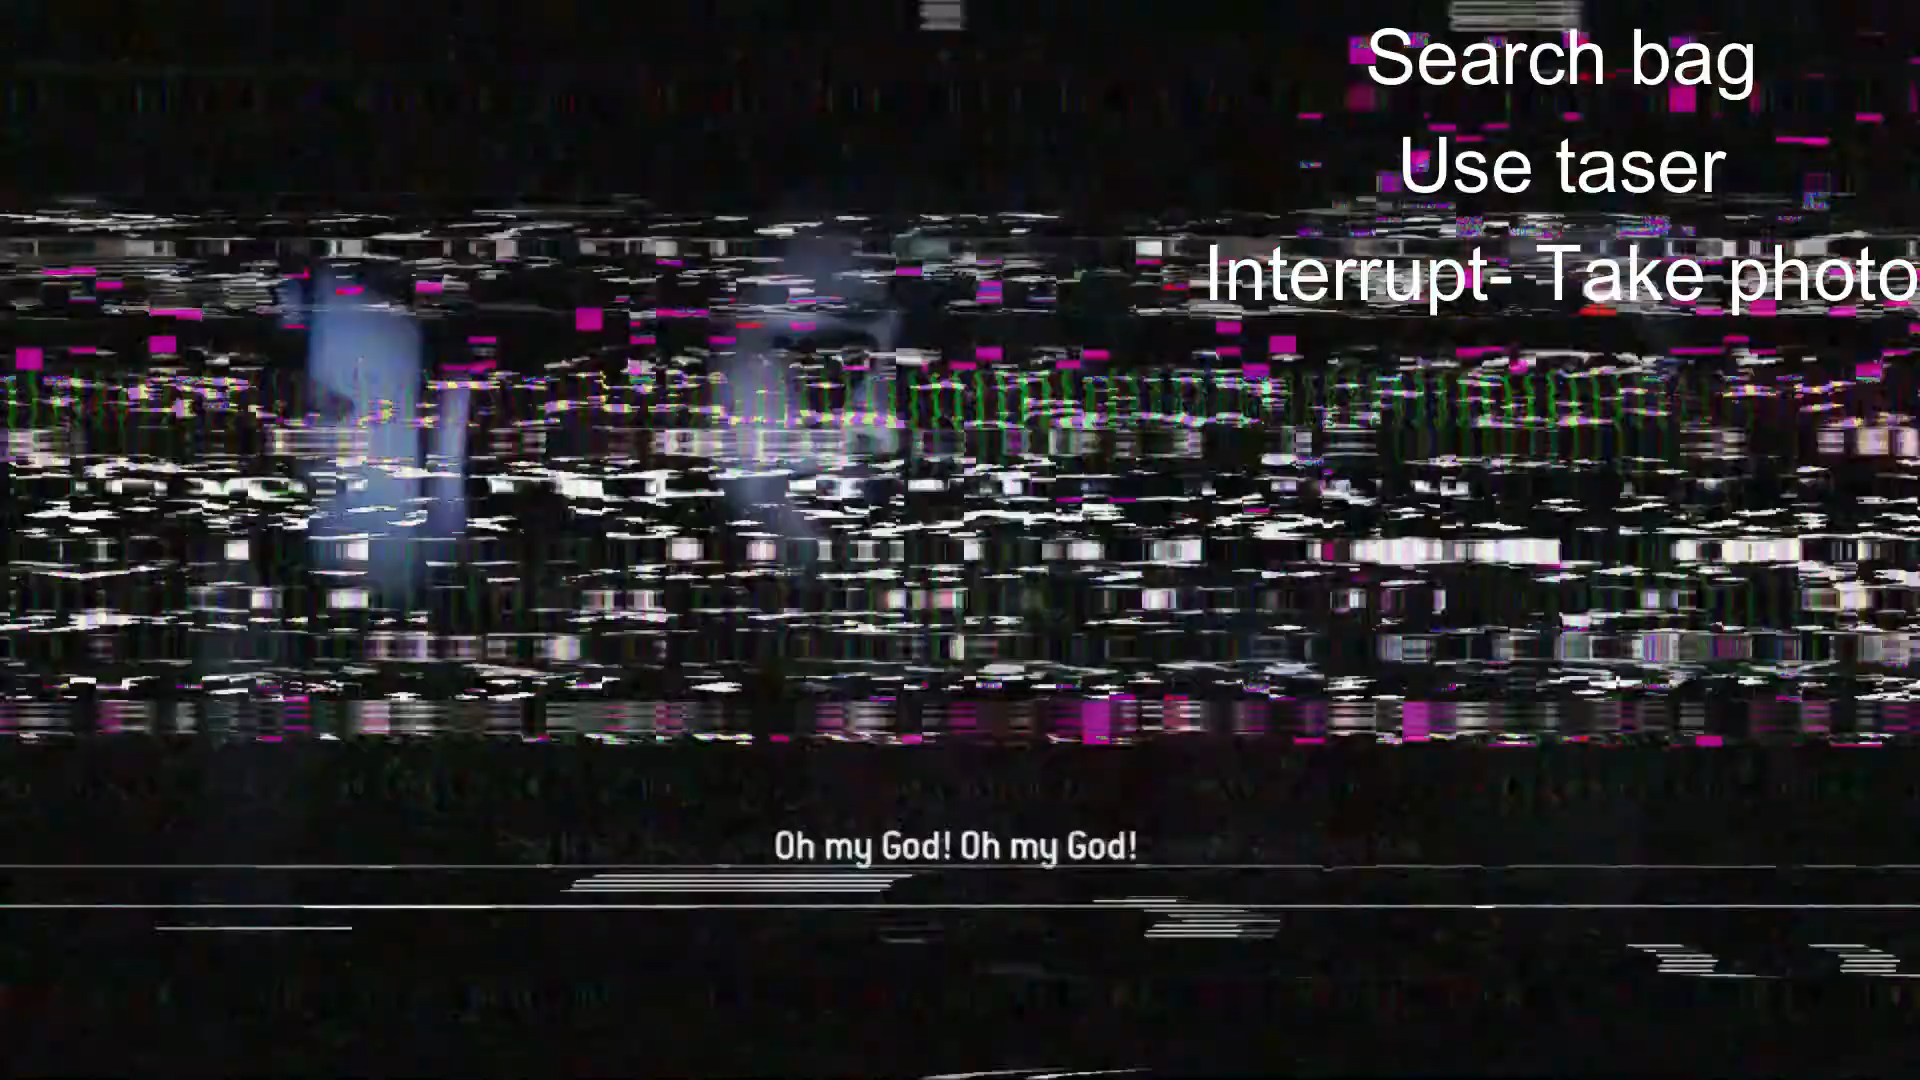 Search bag
Use taser
Interrupt- Take photo
Oh my God! Oh my God!